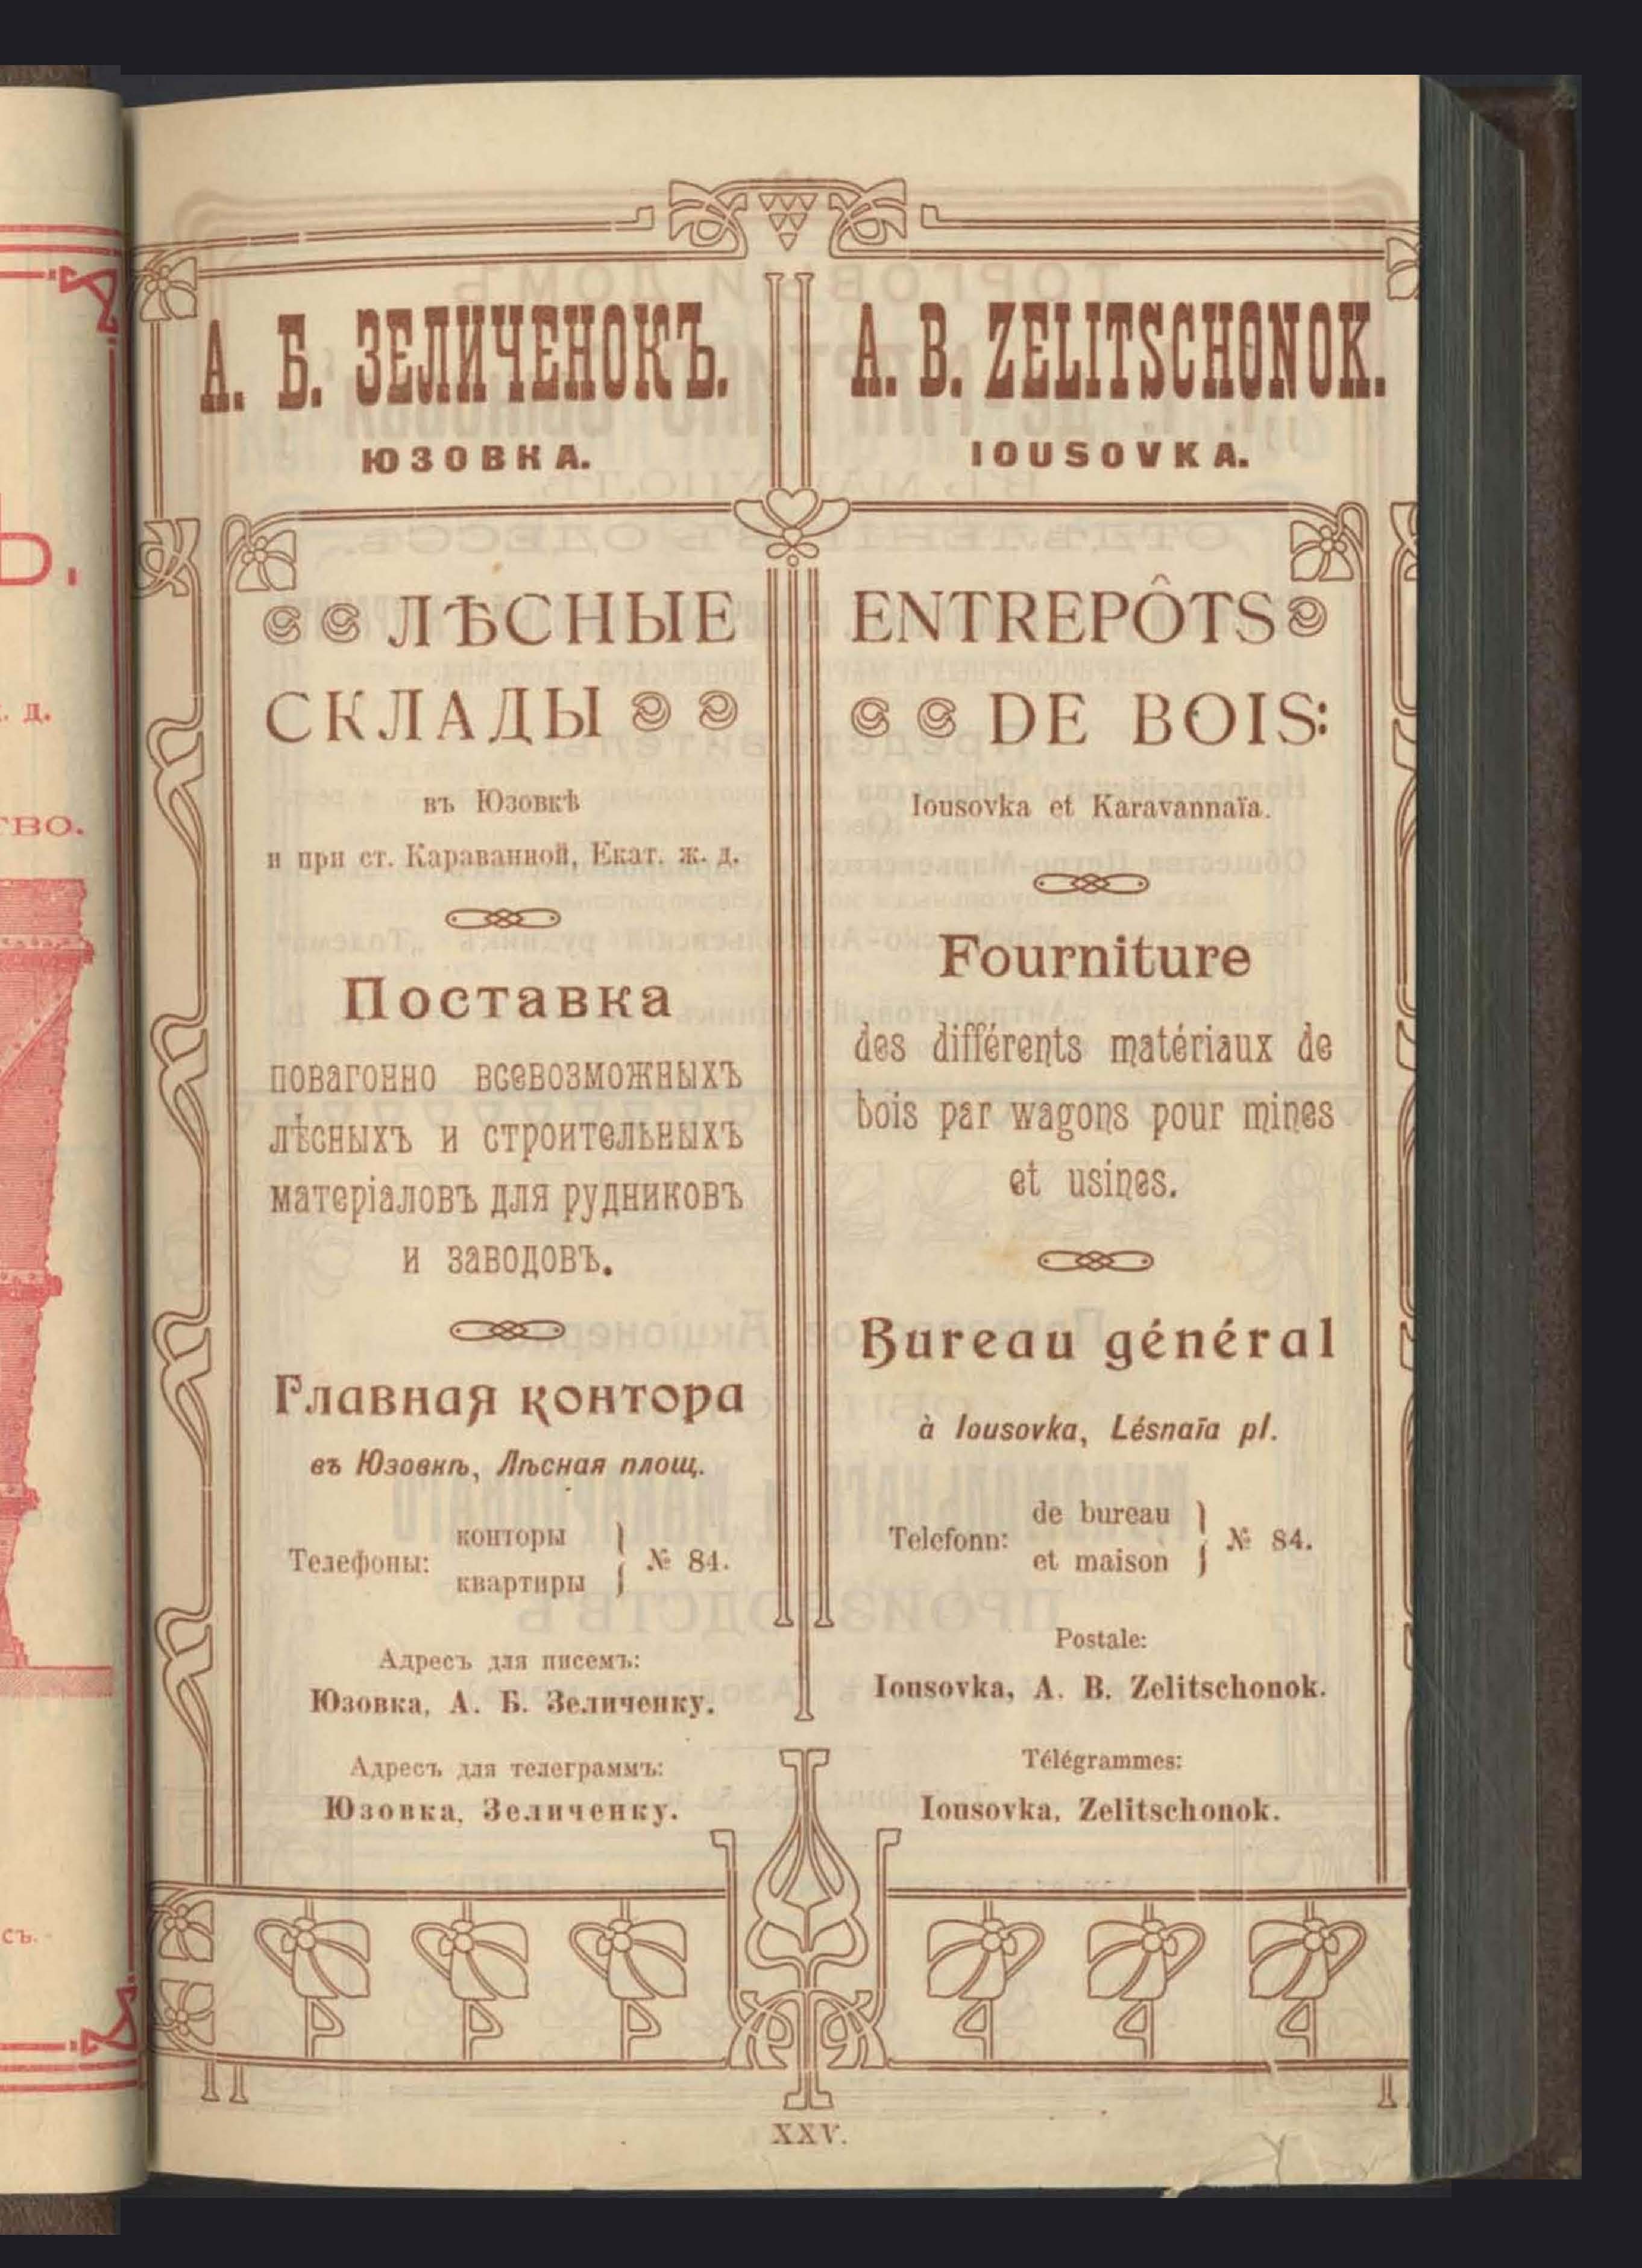 А. Б. ЗЕЛИЧЕНОКЪ.
ЮЗОВКА.
ЛѢСНЫЕ
СКЛАДЫ
въ Юзовкѣ
и при ст. Караванной, Екат. ж. д.
Поставка
повагонно всевозможныхъ
лѣсныхъ и строительныхъ
матеріаловъ для рудниковъ
и заводовъ.
Главная контора
въ Юзовкѣ, Лѣсная площ.
Телефоны: конторы квартиры } № 84.
Адресъ для писемъ:
Юзовка, А. Б. Зеличенку.
Адресъ для телеграммъ:
Юзовка, Зеличенку.
A. B. ZELITSCHONOK.
IOUSOVKA.
ENTREPÔTS
DE BOIS:
Iousovka et Karavannaïa.
Fourniture
des différents matériaux de
bois par wagons pour mines
et usines.
Bureau général
à Iousovka, Lésnaïa pl.
Telefonn: de bureau et maison } № 84.
Postale:
Iousovka, A. B. Zelitschonok.
Télégrammes:
Iousovka, Zelitschonok.
XXV.
Ъ.
. д.
ТВО.
съ.